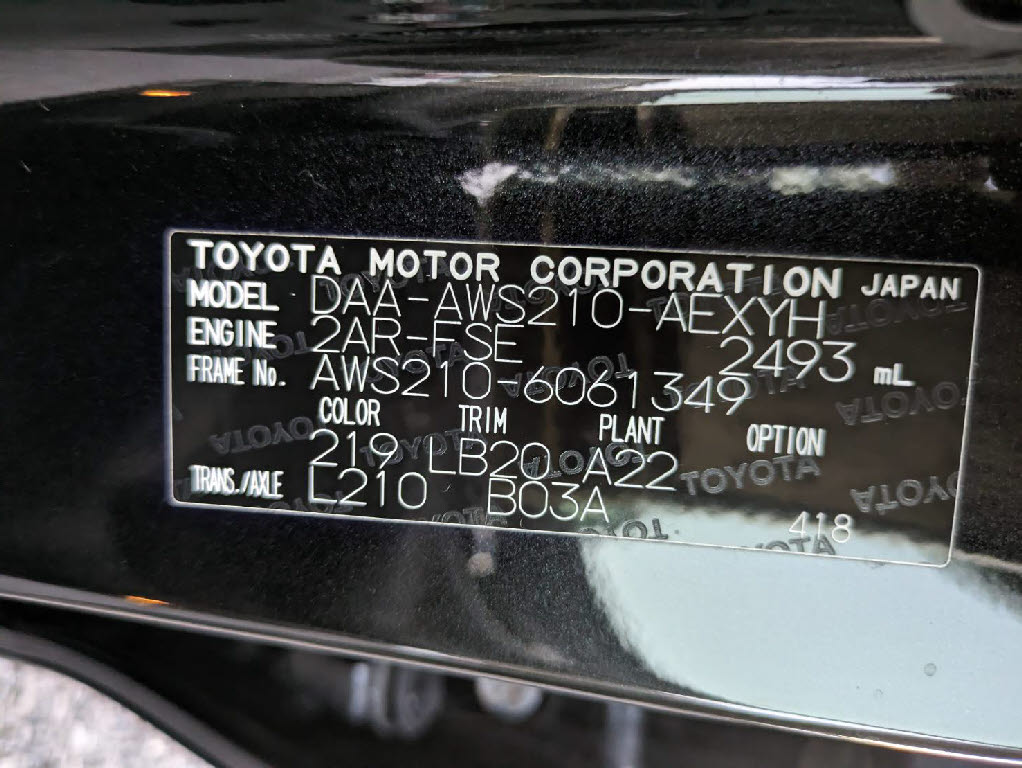 TOYOTA MOTOR CORPORATION JAPAN
MODEL DAA-AWS210-AEXYH
ENGINE 2AR-FSE 2493 mL
FRAME No. AWS210-6061349
COLOR TRIM PLANT OPTION
219 LB20 A22
TRANS./AXLE L210 B03A
418